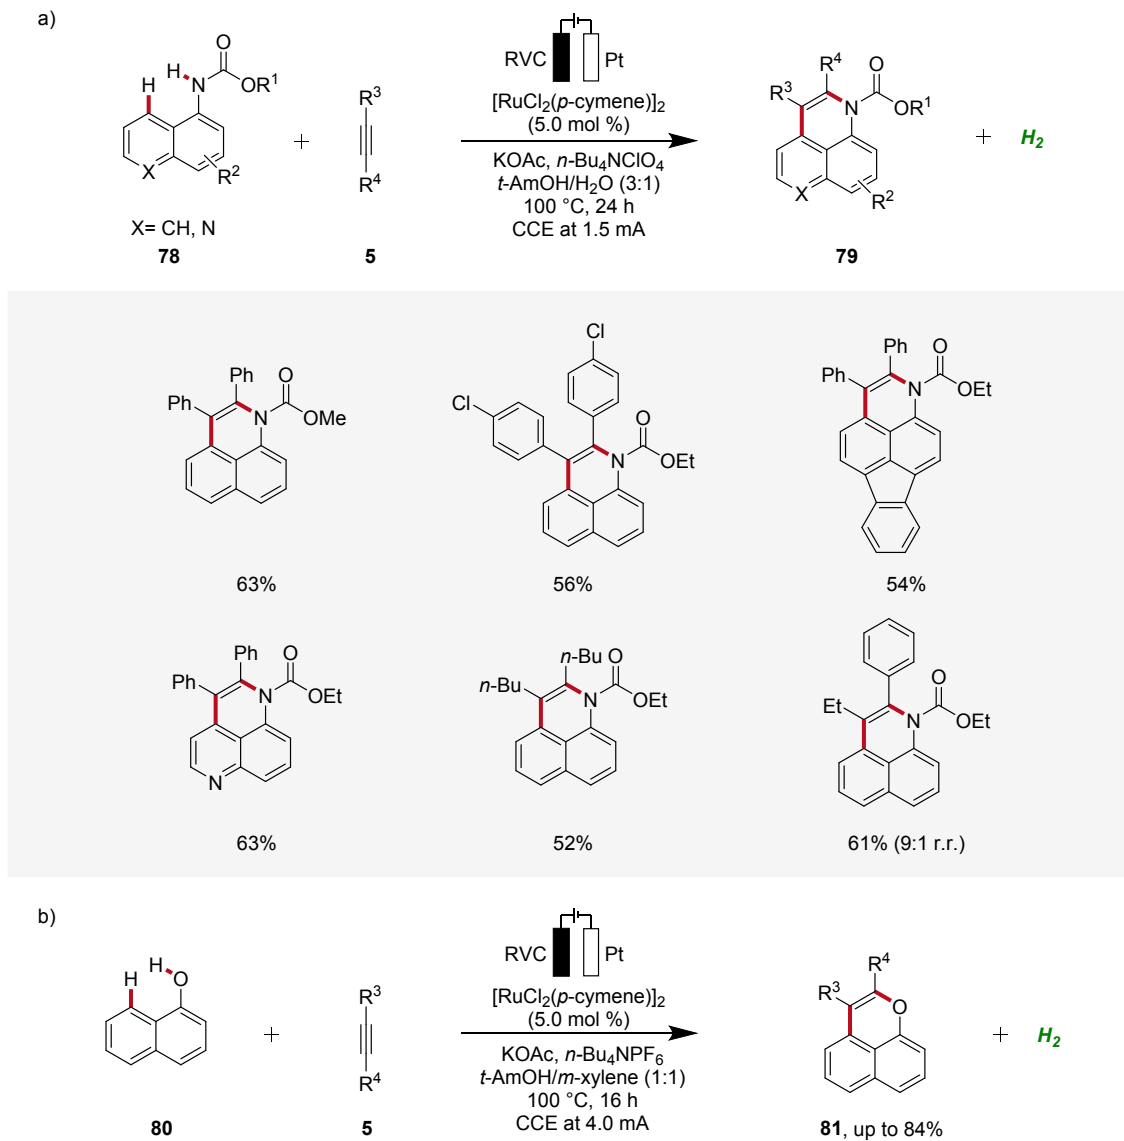 a)
RVC Pt
H H N O OR1 X R2
X= CH, N
78
+
R3
R4
5
[RuCl2(p-cymene)]2
(5.0 mol %)
KOAc, n-Bu4NClO4
t-AmOH/H2O (3:1)
100 °C, 24 h
CCE at 1.5 mA
R3 R4 N O OR1 X R2
79
+ H2
Ph Ph N O OMe
63%
Cl Cl N O OEt
56%
Ph Ph N O OEt
54%
Ph Ph N O OEt N
63%
n-Bu n-Bu N O OEt
52%
Et N O OEt
61% (9:1 r.r.)
b)
RVC Pt
H H O
80
+
R3
R4
5
[RuCl2(p-cymene)]2
(5.0 mol %)
KOAc, n-Bu4NPF6
t-AmOH/m-xylene (1:1)
100 °C, 16 h
CCE at 4.0 mA
R3 R4 O
81, up to 84%
+ H2